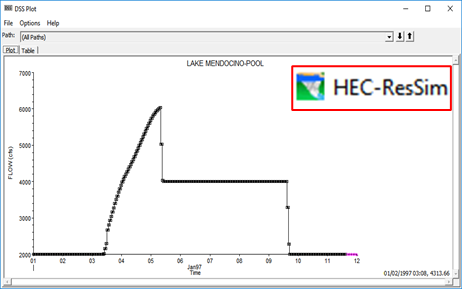 DSS Plot
File Options Help
Path: (All Paths)
Plot Table
LAKE MENDOCINO-POOL
HEC-ResSim
7000
6000
5000
4000
3000
2000
FLOW (cfs)
01 02 03 04 05 06 07 08 09 10 11 12
Jan97
Time
01/02/1997 03:08, 4313.66